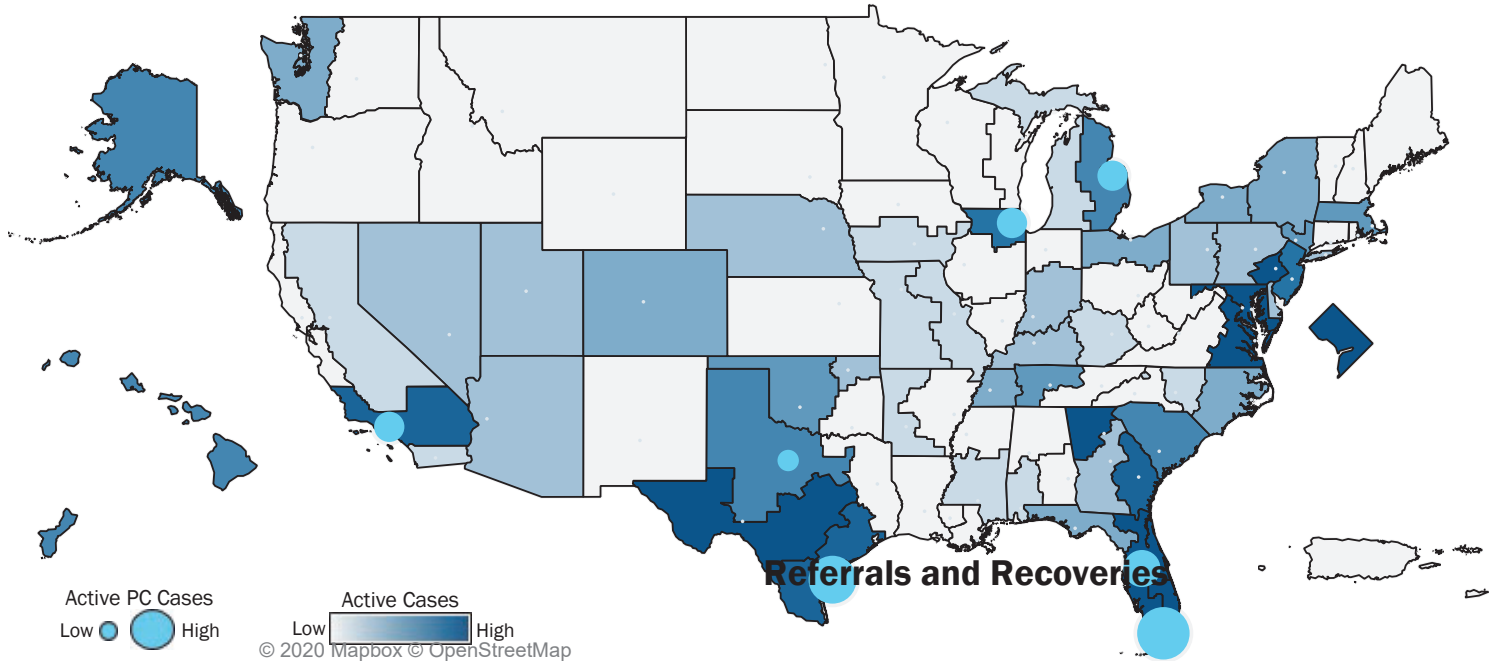 Referrals and Recoveries
Active PC Cases
Low High
Active Cases
Low High
© 2020 Mapbox © OpenStreetMap